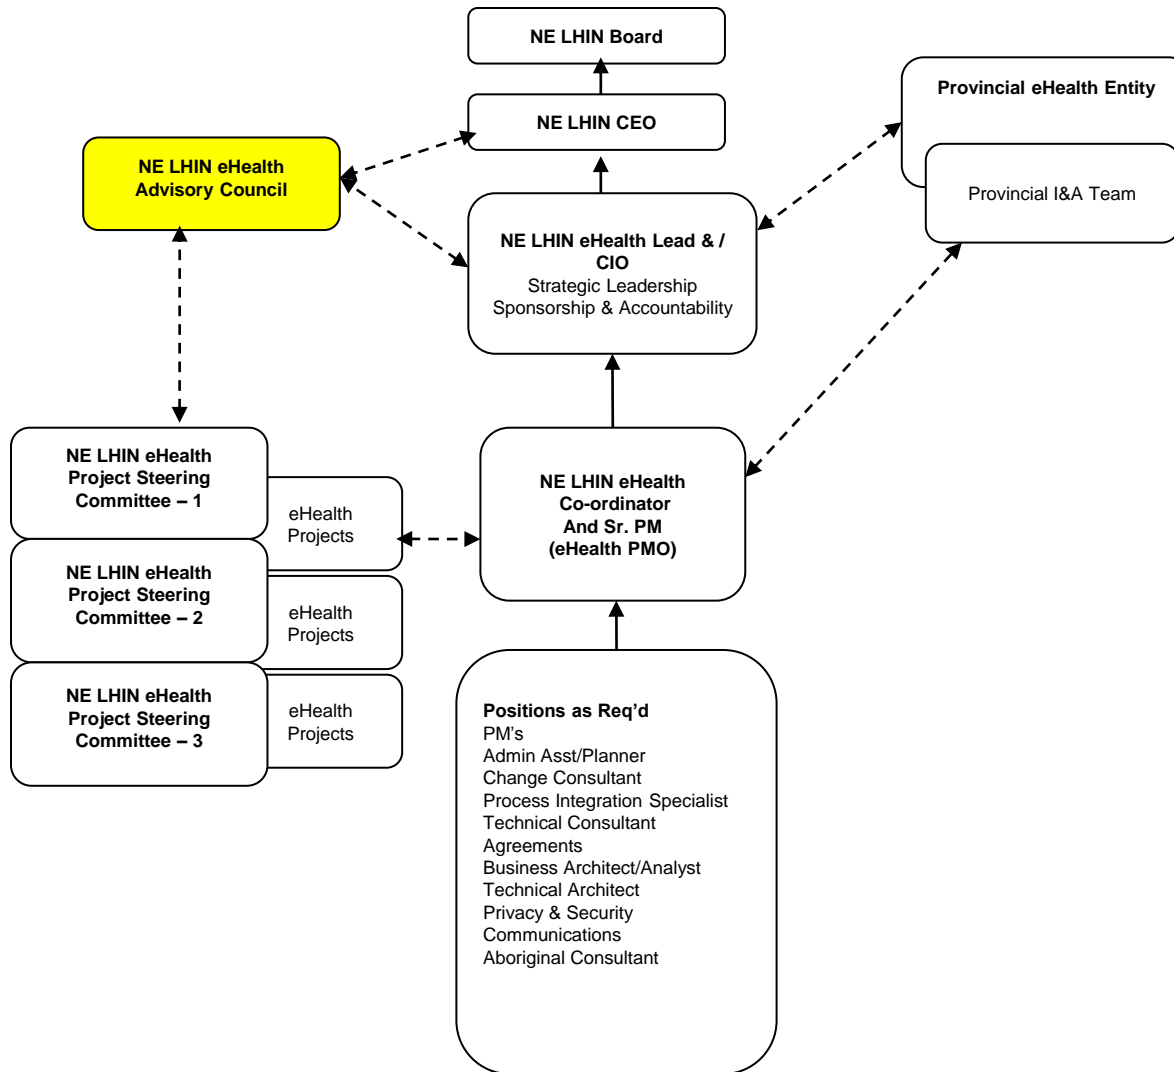 NE LHIN Board
NE LHIN CEO
Provincial eHealth Entity
Provincial I&A Team
NE LHIN eHealth
Advisory Council
NE LHIN eHealth Lead & /
CIO
Strategic Leadership
Sponsorship & Accountability
NE LHIN eHealth
Project Steering
Committee – 1
eHealth
Projects
NE LHIN eHealth
Project Steering
Committee – 2
eHealth
Projects
NE LHIN eHealth
Project Steering
Committee – 3
eHealth
Projects
NE LHIN eHealth
Co-ordinator
And Sr. PM
(eHealth PMO)
Positions as Req’d
PM’s
Admin Asst/Planner
Change Consultant
Process Integration Specialist
Technical Consultant
Agreements
Business Architect/Analyst
Technical Architect
Privacy & Security
Communications
Aboriginal Consultant